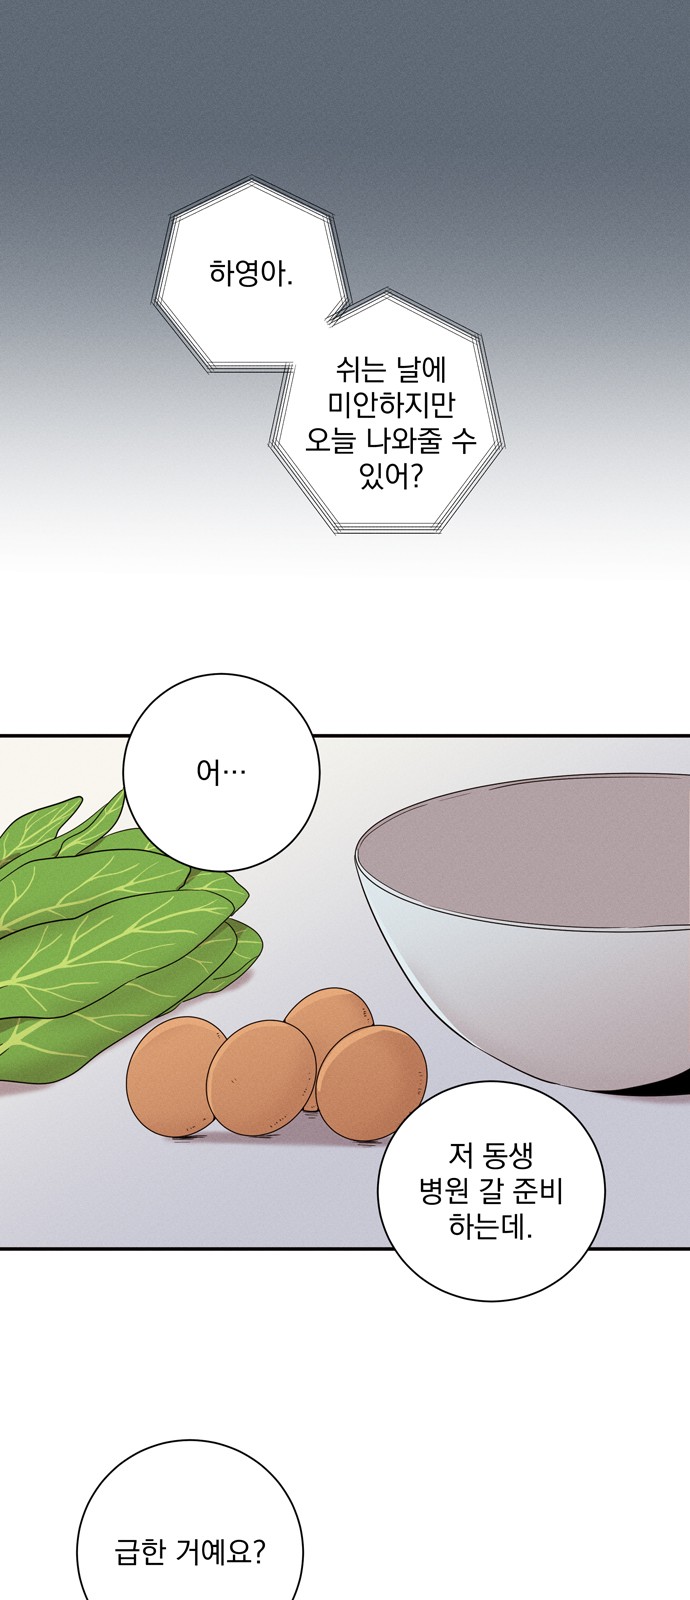 하영아.
쉬는 날에
미안하지만
오늘 나와줄 수
있어?
어…
저 동생
병원 갈 준비
하는데.
급한 거예요?